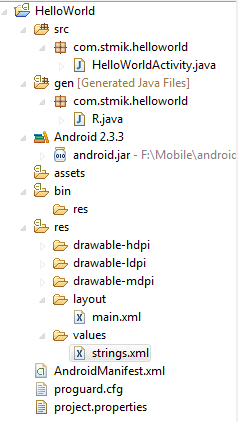 HelloWorld
src
com.stmik.helloworld
HelloWorldActivity.java
gen [Generated Java Files]
com.stmik.helloworld
R.java
Android 2.3.3
android.jar - F:\Mobile\android
assets
bin
res
res
drawable-hdpi
drawable-ldpi
drawable-mdpi
layout
main.xml
values
strings.xml
AndroidManifest.xml
proguard.cfg
project.properties